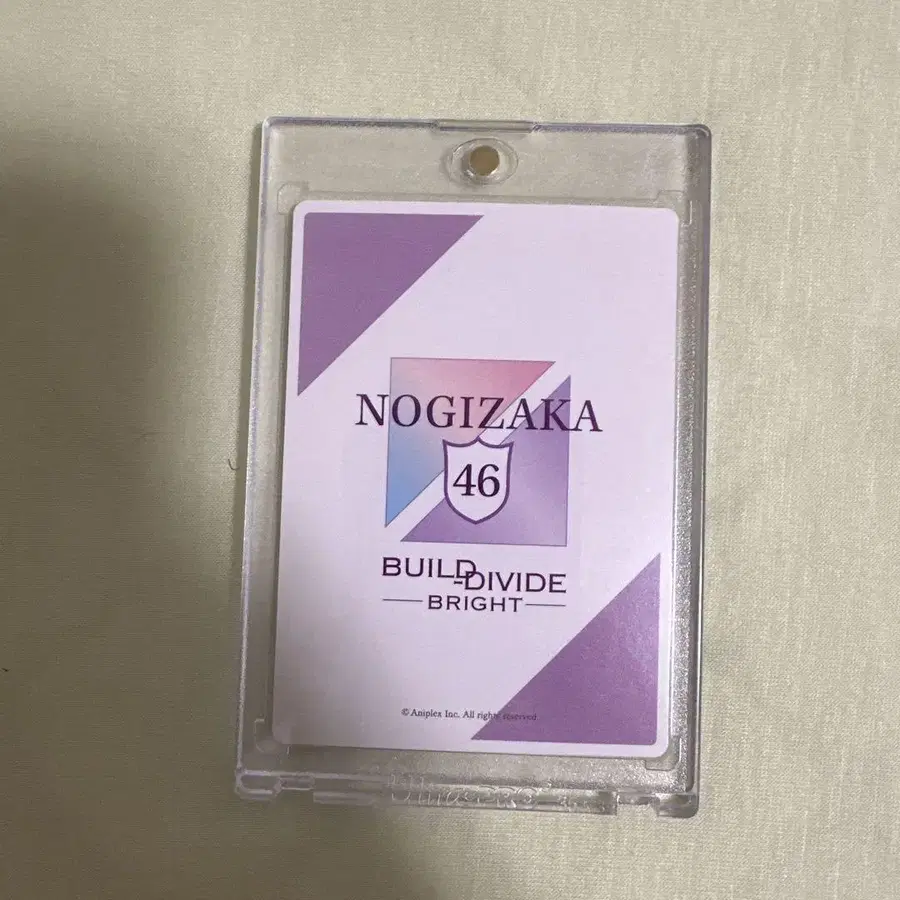 NOGIZAKA
46
BUILD-DIVIDE
BRIGHT
© Aniplex Inc. All rights reserved